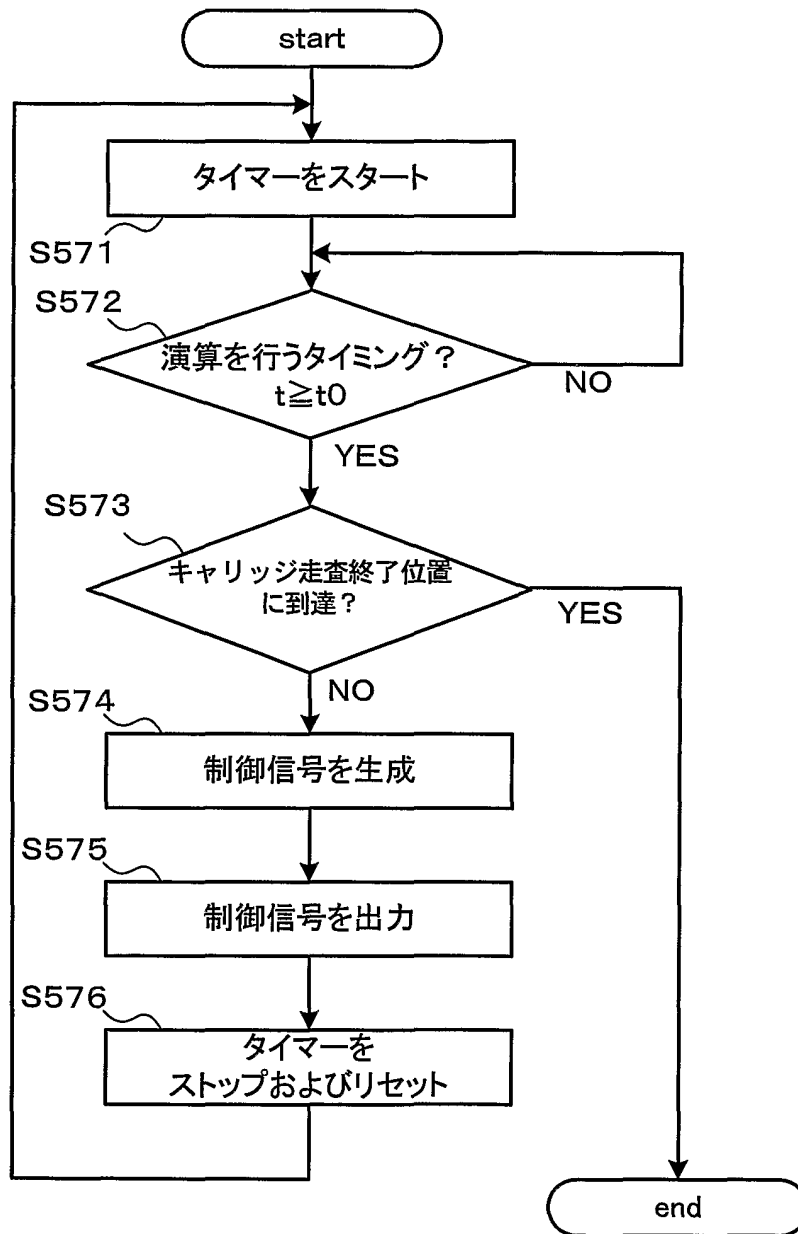 start
タイマーをスタート
S571
S572
演算を行うタイミング？
t≧t0
NO
YES
S573
キャリッジ走査終了位置
に到達？
YES
NO
S574
制御信号を生成
S575
制御信号を出力
S576
タイマーを
ストップおよびリセット
end